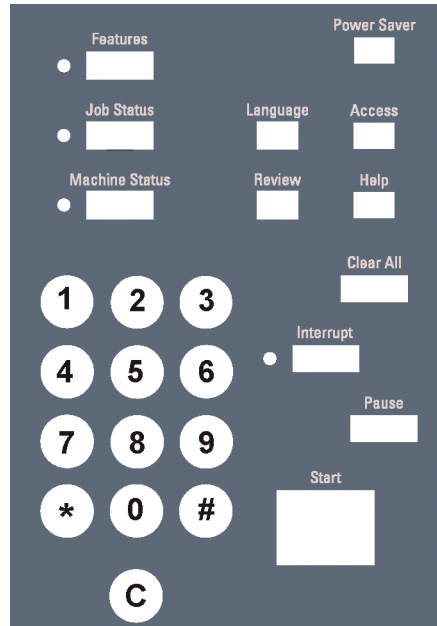 Power Saver
Features
Job Status
Language
Access
Machine Status
Review
Help
Clear All
1 2 3
Interrupt
4 5 6
Pause
7 8 9
Start
* 0 #
C